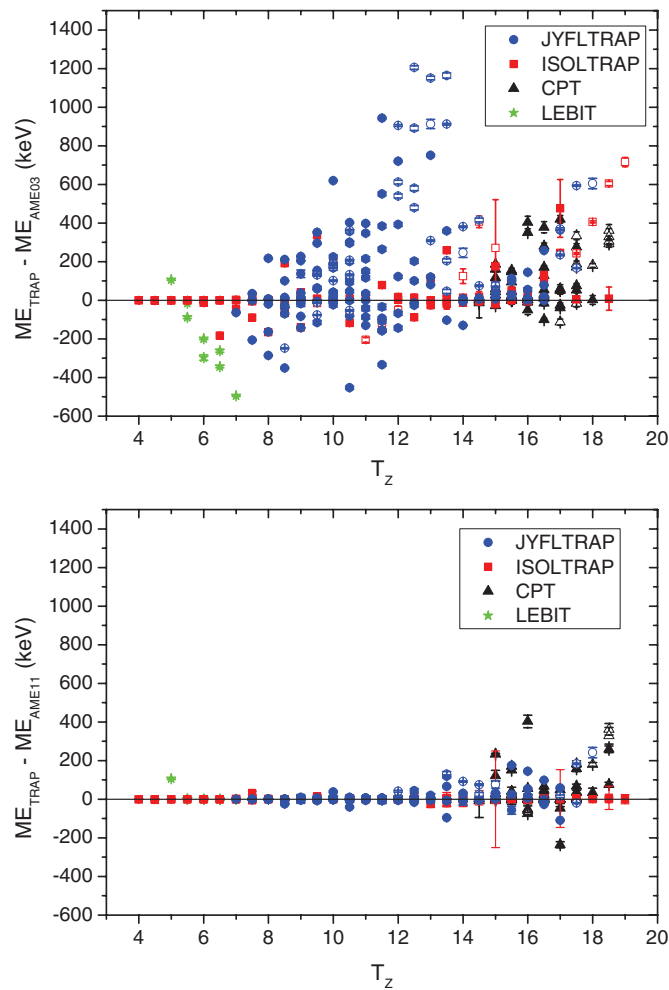 1400
1200
1000
800
600
400
200
0
-200
-400
-600
ME_TRAP - ME_AME03 (keV)
JYFLTRAP
ISOLTRAP
CPT
LEBIT
4 6 8 10 12 14 16 18 20
T_Z
1400
1200
1000
800
600
400
200
0
-200
-400
-600
ME_TRAP - ME_AME11 (keV)
JYFLTRAP
ISOLTRAP
CPT
LEBIT
4 6 8 10 12 14 16 18 20
T_Z